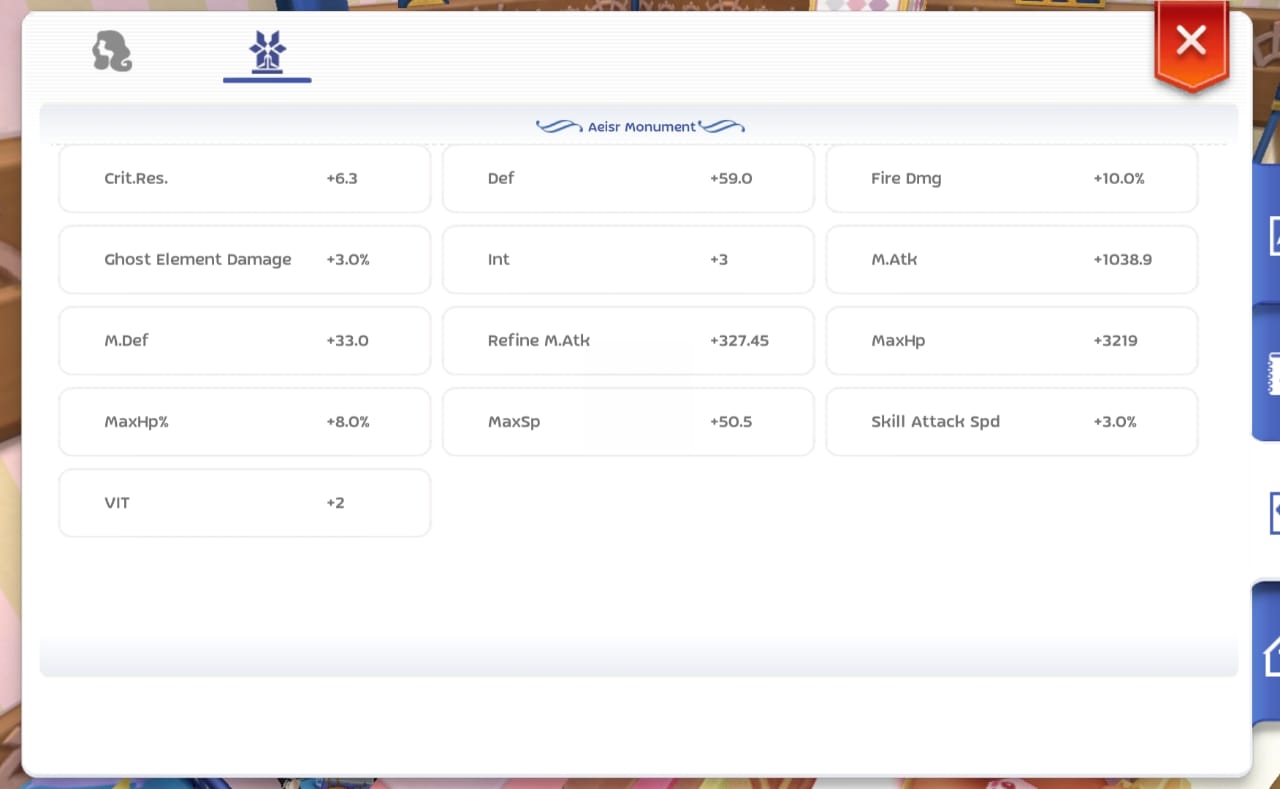 Aeisr Monument
Crit.Res. +6.3 Def +59.0 Fire Dmg +10.0%
Ghost Element Damage +3.0% Int +3 M.Atk +1038.9
M.Def +33.0 Refine M.Atk +327.45 MaxHp +3219
MaxHp% +8.0% MaxSp +50.5 Skill Attack Spd +3.0%
VIT +2